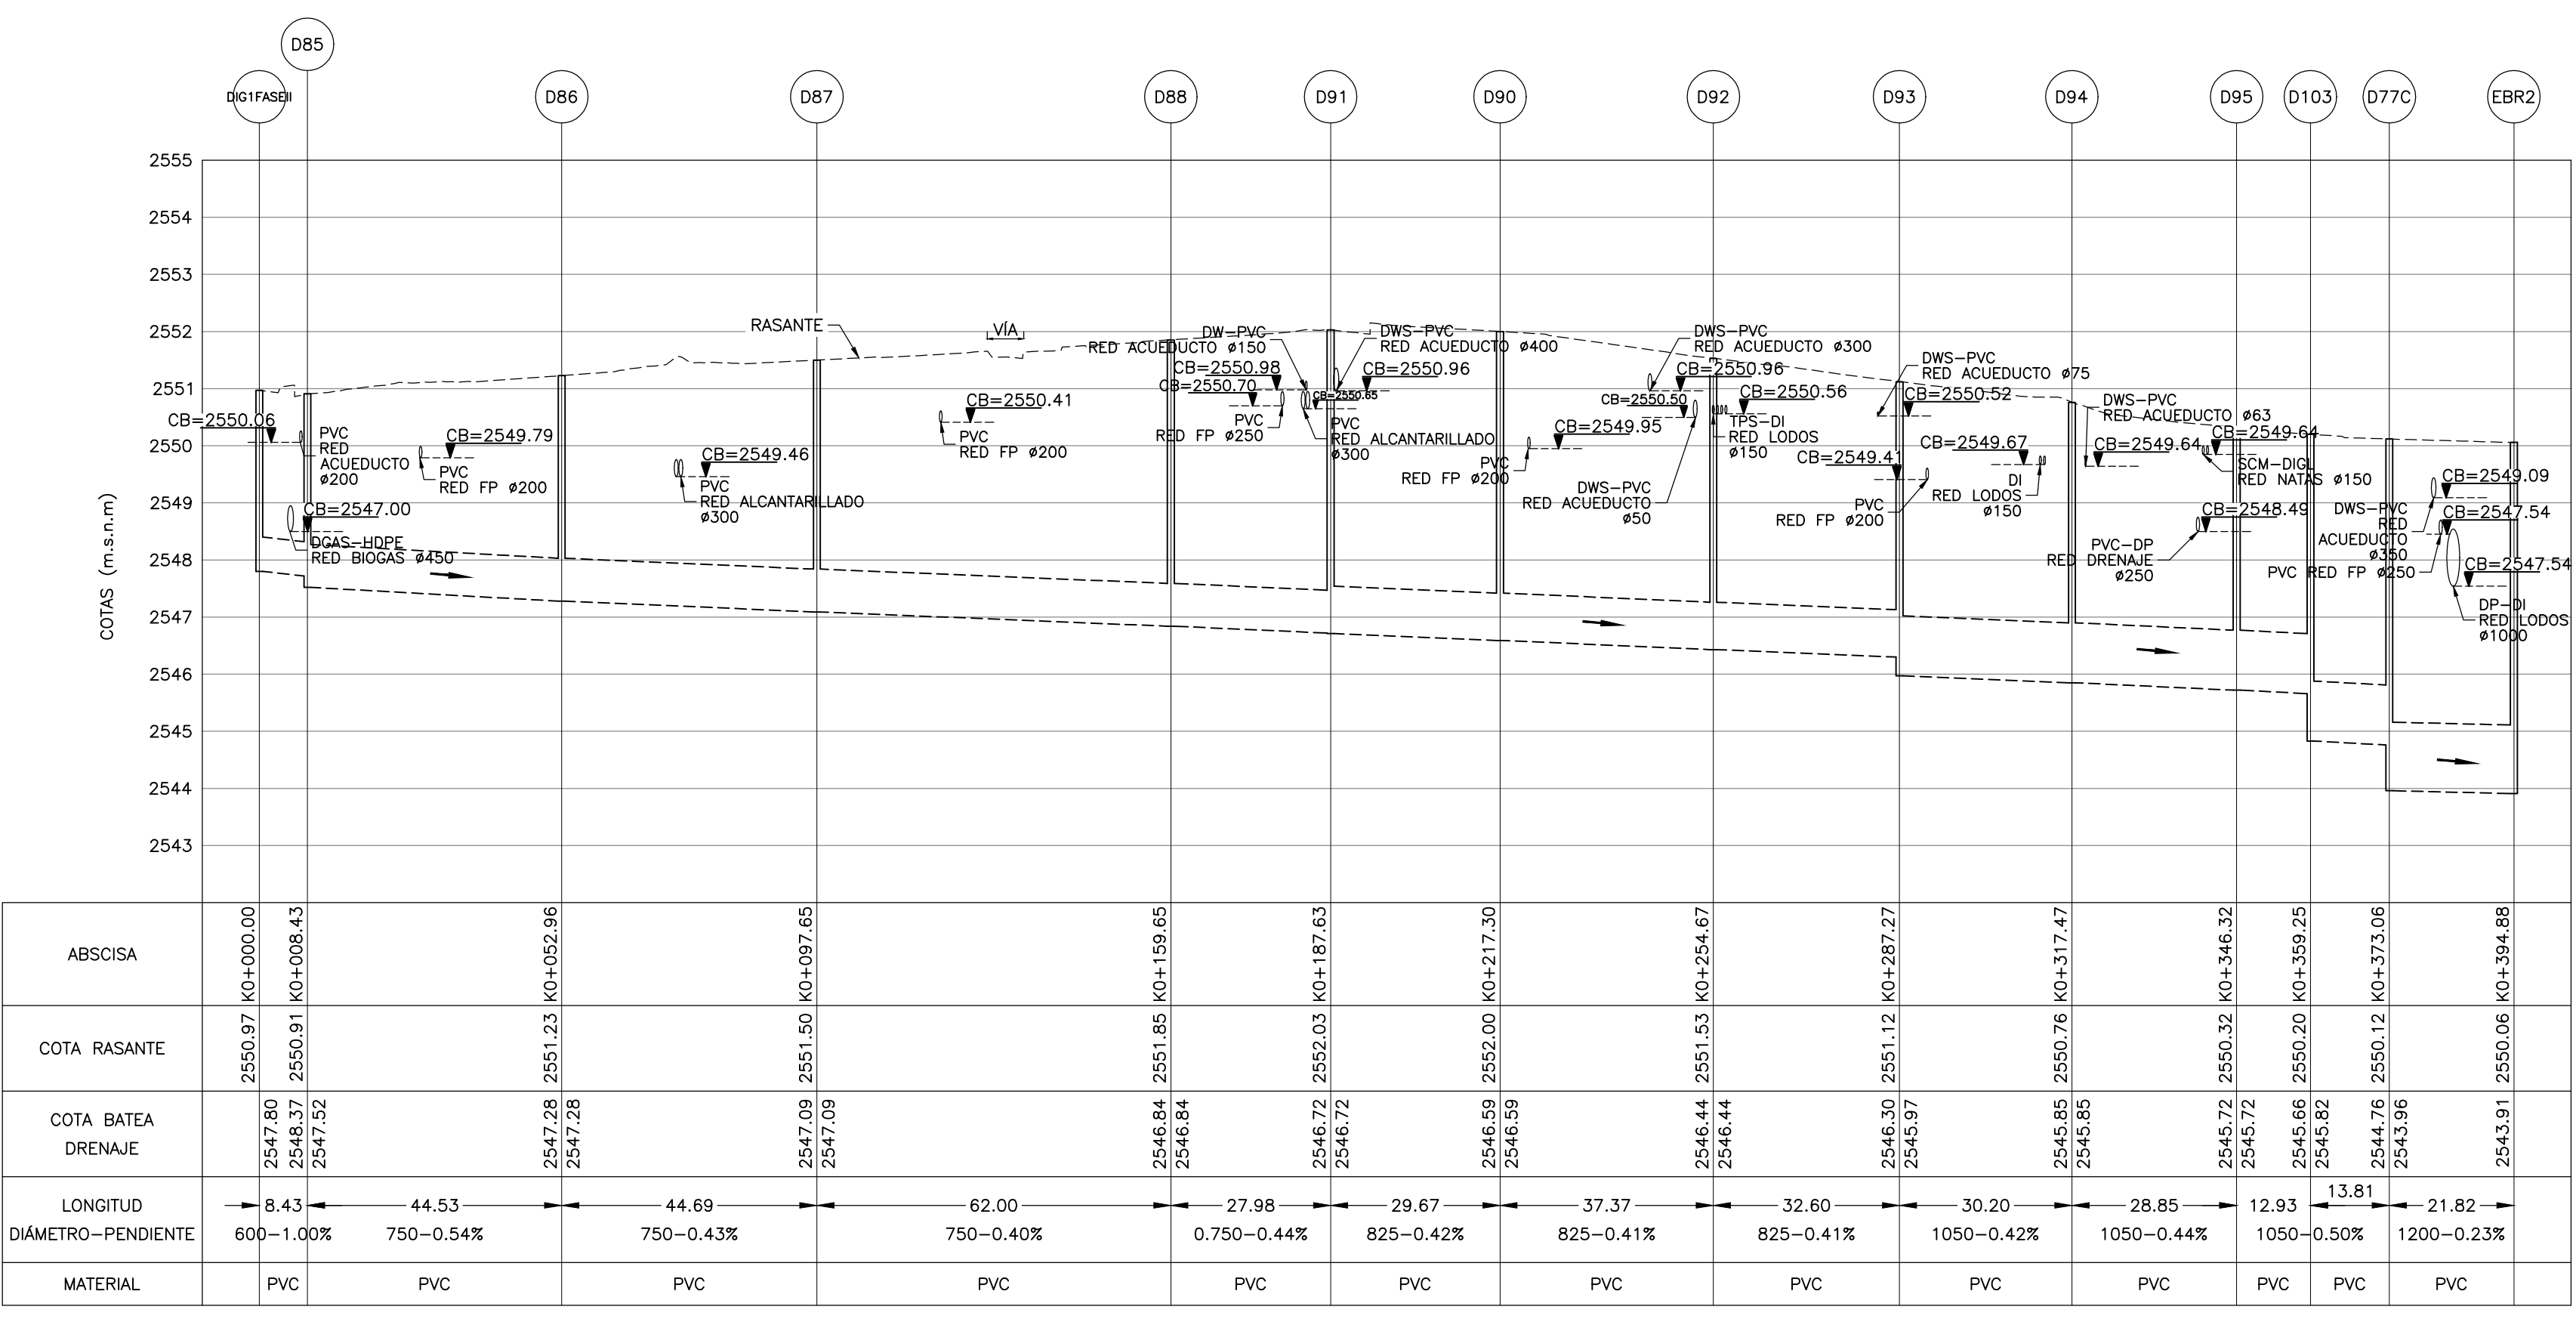 D85
DIG1FASEII
D86
D87
D88
D91
D90
D92
D93
D94
D95
D103
D77C
EBR2
COTAS (m.s.n.m)
2555
2554
2553
2552
2551
2550
2549
2548
2547
2546
2545
2544
2543
CB=2550.06
PVC
RED
ACUEDUCTO
ø200
CB=2547.00
DGAS-HDPE
RED BIOGAS ø450
CB=2549.79
PVC
RED FP ø200
CB=2549.46
PVC
RED ALCANTARILLADO
ø300
RASANTE
VÍA
CB=2550.41
PVC
RED FP ø200
DW-PVC
RED ACUEDUCTO ø150
CB=2550.98
CB=2550.70
PVC
RED FP ø250
DWS-PVC
RED ACUEDUCTO ø400
CB=2550.96
CB=2550.65
PVC
RED ALCANTARILLADO
ø300
CB=2549.95
PVC
RED FP ø200
DWS-PVC
RED ACUEDUCTO ø300
CB=2550.96
CB=2550.50
DWS-PVC
RED ACUEDUCTO
ø50
CB=2550.56
TPS-DI
RED LODOS
ø150
CB=2549.41
PVC
RED FP ø200
DWS-PVC
RED ACUEDUCTO ø75
CB=2550.52
CB=2549.67
DI
RED LODOS
ø150
DWS-PVC
RED ACUEDUCTO ø63
CB=2549.64
CB=2549.64
SCM-DIGL
RED NATAS ø150
CB=2548.49
PVC-DP
RED DRENAJE
ø250
CB=2549.09
DWS-PVC
RED
ACUEDUCTO
ø350
CB=2547.54
PVC RED FP ø250
CB=2547.54
DP-DI
RED LODOS
ø1000
ABSCISA
K0+000.00
K0+008.43
K0+052.96
K0+097.65
K0+159.65
K0+187.63
K0+217.30
K0+254.67
K0+287.27
K0+317.47
K0+346.32
K0+359.25
K0+373.06
K0+394.88
COTA RASANTE
2550.97
2550.91
2551.23
2551.50
2551.85
2552.03
2552.00
2551.53
2551.12
2550.76
2550.32
2550.20
2550.12
2550.06
COTA BATEA
DRENAJE
2547.80
2548.37
2547.52
2547.28
2547.28
2547.09
2547.09
2546.84
2546.84
2546.72
2546.72
2546.59
2546.59
2546.44
2546.44
2546.30
2545.97
2545.85
2545.85
2545.72
2545.72
2545.66
2545.82
2544.76
2543.96
2543.91
LONGITUD
8.43 44.53 44.69 62.00 27.98 29.67 37.37 32.60 30.20 28.85 12.93 13.81 21.82
DIÁMETRO-PENDIENTE
600-1.00% 750-0.54% 750-0.43% 750-0.40% 0.750-0.44% 825-0.42% 825-0.41% 825-0.41% 1050-0.42% 1050-0.44% 1050-0.50% 1200-0.23%
MATERIAL
PVC PVC PVC PVC PVC PVC PVC PVC PVC PVC PVC PVC PVC